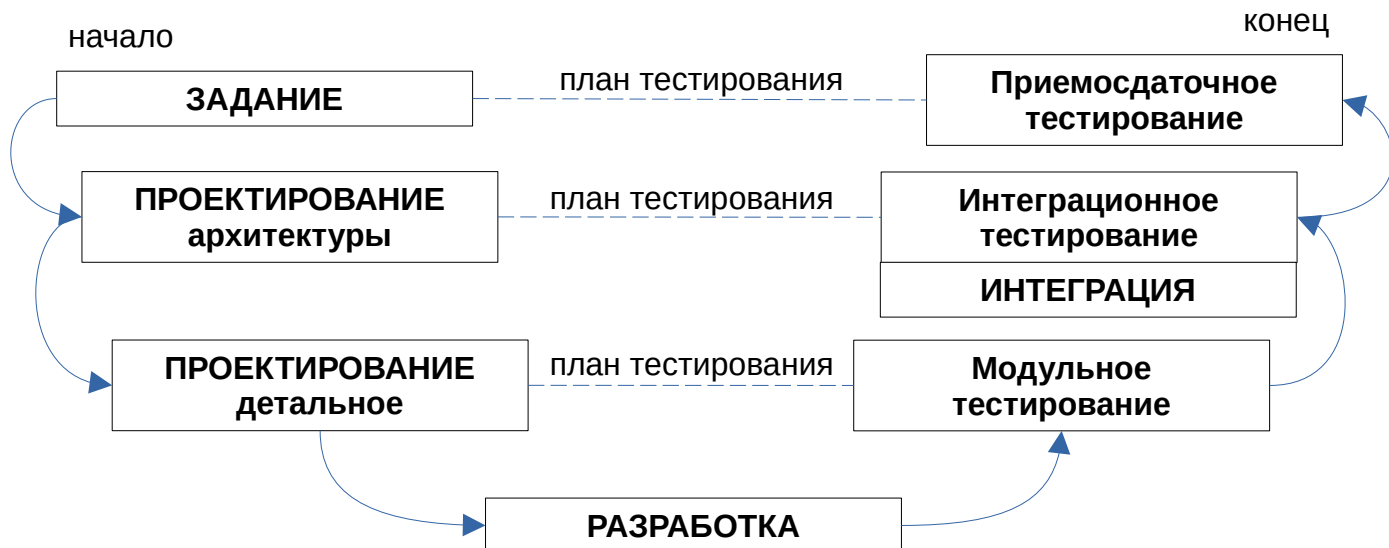 начало
конец
ЗАДАНИЕ
план тестирования
Приемосдаточное
тестирование
ПРОЕКТИРОВАНИЕ
архитектуры
план тестирования
Интеграционное
тестирование
ИНТЕГРАЦИЯ
ПРОЕКТИРОВАНИЕ
детальное
план тестирования
Модульное
тестирование
РАЗРАБОТКА